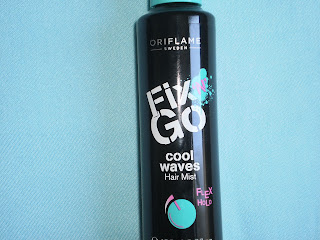 ORIFLAME
SWEDEN
FiX
GO
cool
waves
Hair Mist
FLEX
HOLD